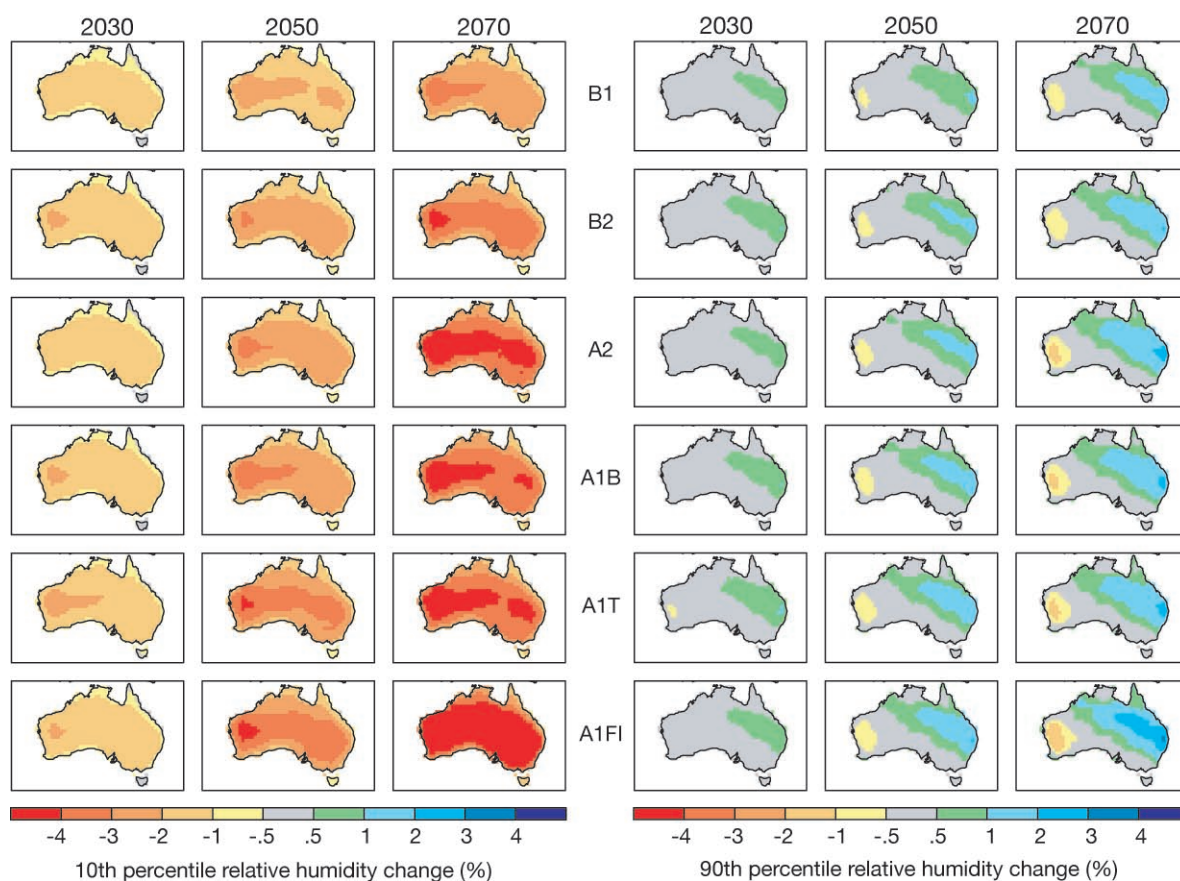 2030 2050 2070 2030 2050 2070
B1
B2
A2
A1B
A1T
A1FI
-4 -3 -2 -1 -.5 .5 1 2 3 4 -4 -3 -2 -1 -.5 .5 1 2 3 4
10th percentile relative humidity change (%) 90th percentile relative humidity change (%)